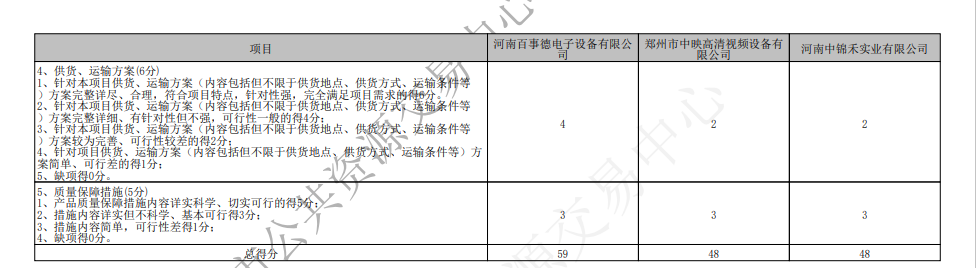 项目
河南百事德电子设备有限公
司
郑州市中映高清视频设备有
限公司
河南中锦禾实业有限公司
4、供货、运输方案(6分)
1、针对本项目供货、运输方案（内容包括但不限于供货地点、供货方式、运输条件等
）方案完整详尽、合理，符合项目特点，针对性强，完全满足项目需求的得6分。
2、针对本项目供货、运输方案（内容包括但不限于供货地点、供货方式、运输条件等
）方案完整详细、有针对性但不强，可行性一般的得4分；
3、针对本项目供货、运输方案（内容包括但不限于供货地点、供货方式、运输条件等
）方案较为完善、可行性较差的得2分；
4、针对项目供货、运输方案（内容包括但不限于供货地点、供货方式、运输条件等）方
案简单、可行差的得1分；
5、缺项得0分。
4
2
2
5、质量保障措施(5分)
1、产品质量保障措施内容详实科学、切实可行的得5分；
2、措施内容详实但不科学、基本可行得3分；
3、措施内容简单，可行性差得1分；
4、缺项得0分。
3
3
3
总得分
59
48
48
市公共资源交易中心
源交易中心